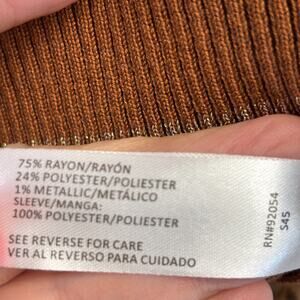 75% RAYON/RAYÓN
24% POLYESTER/POLIESTER
1% METALLIC/METÁLICO
SLEEVE/MANGA:
100% POLYESTER/POLIESTER
SEE REVERSE FOR CARE
VER AL REVERSO PARA CUIDADO
RN#92054
S45